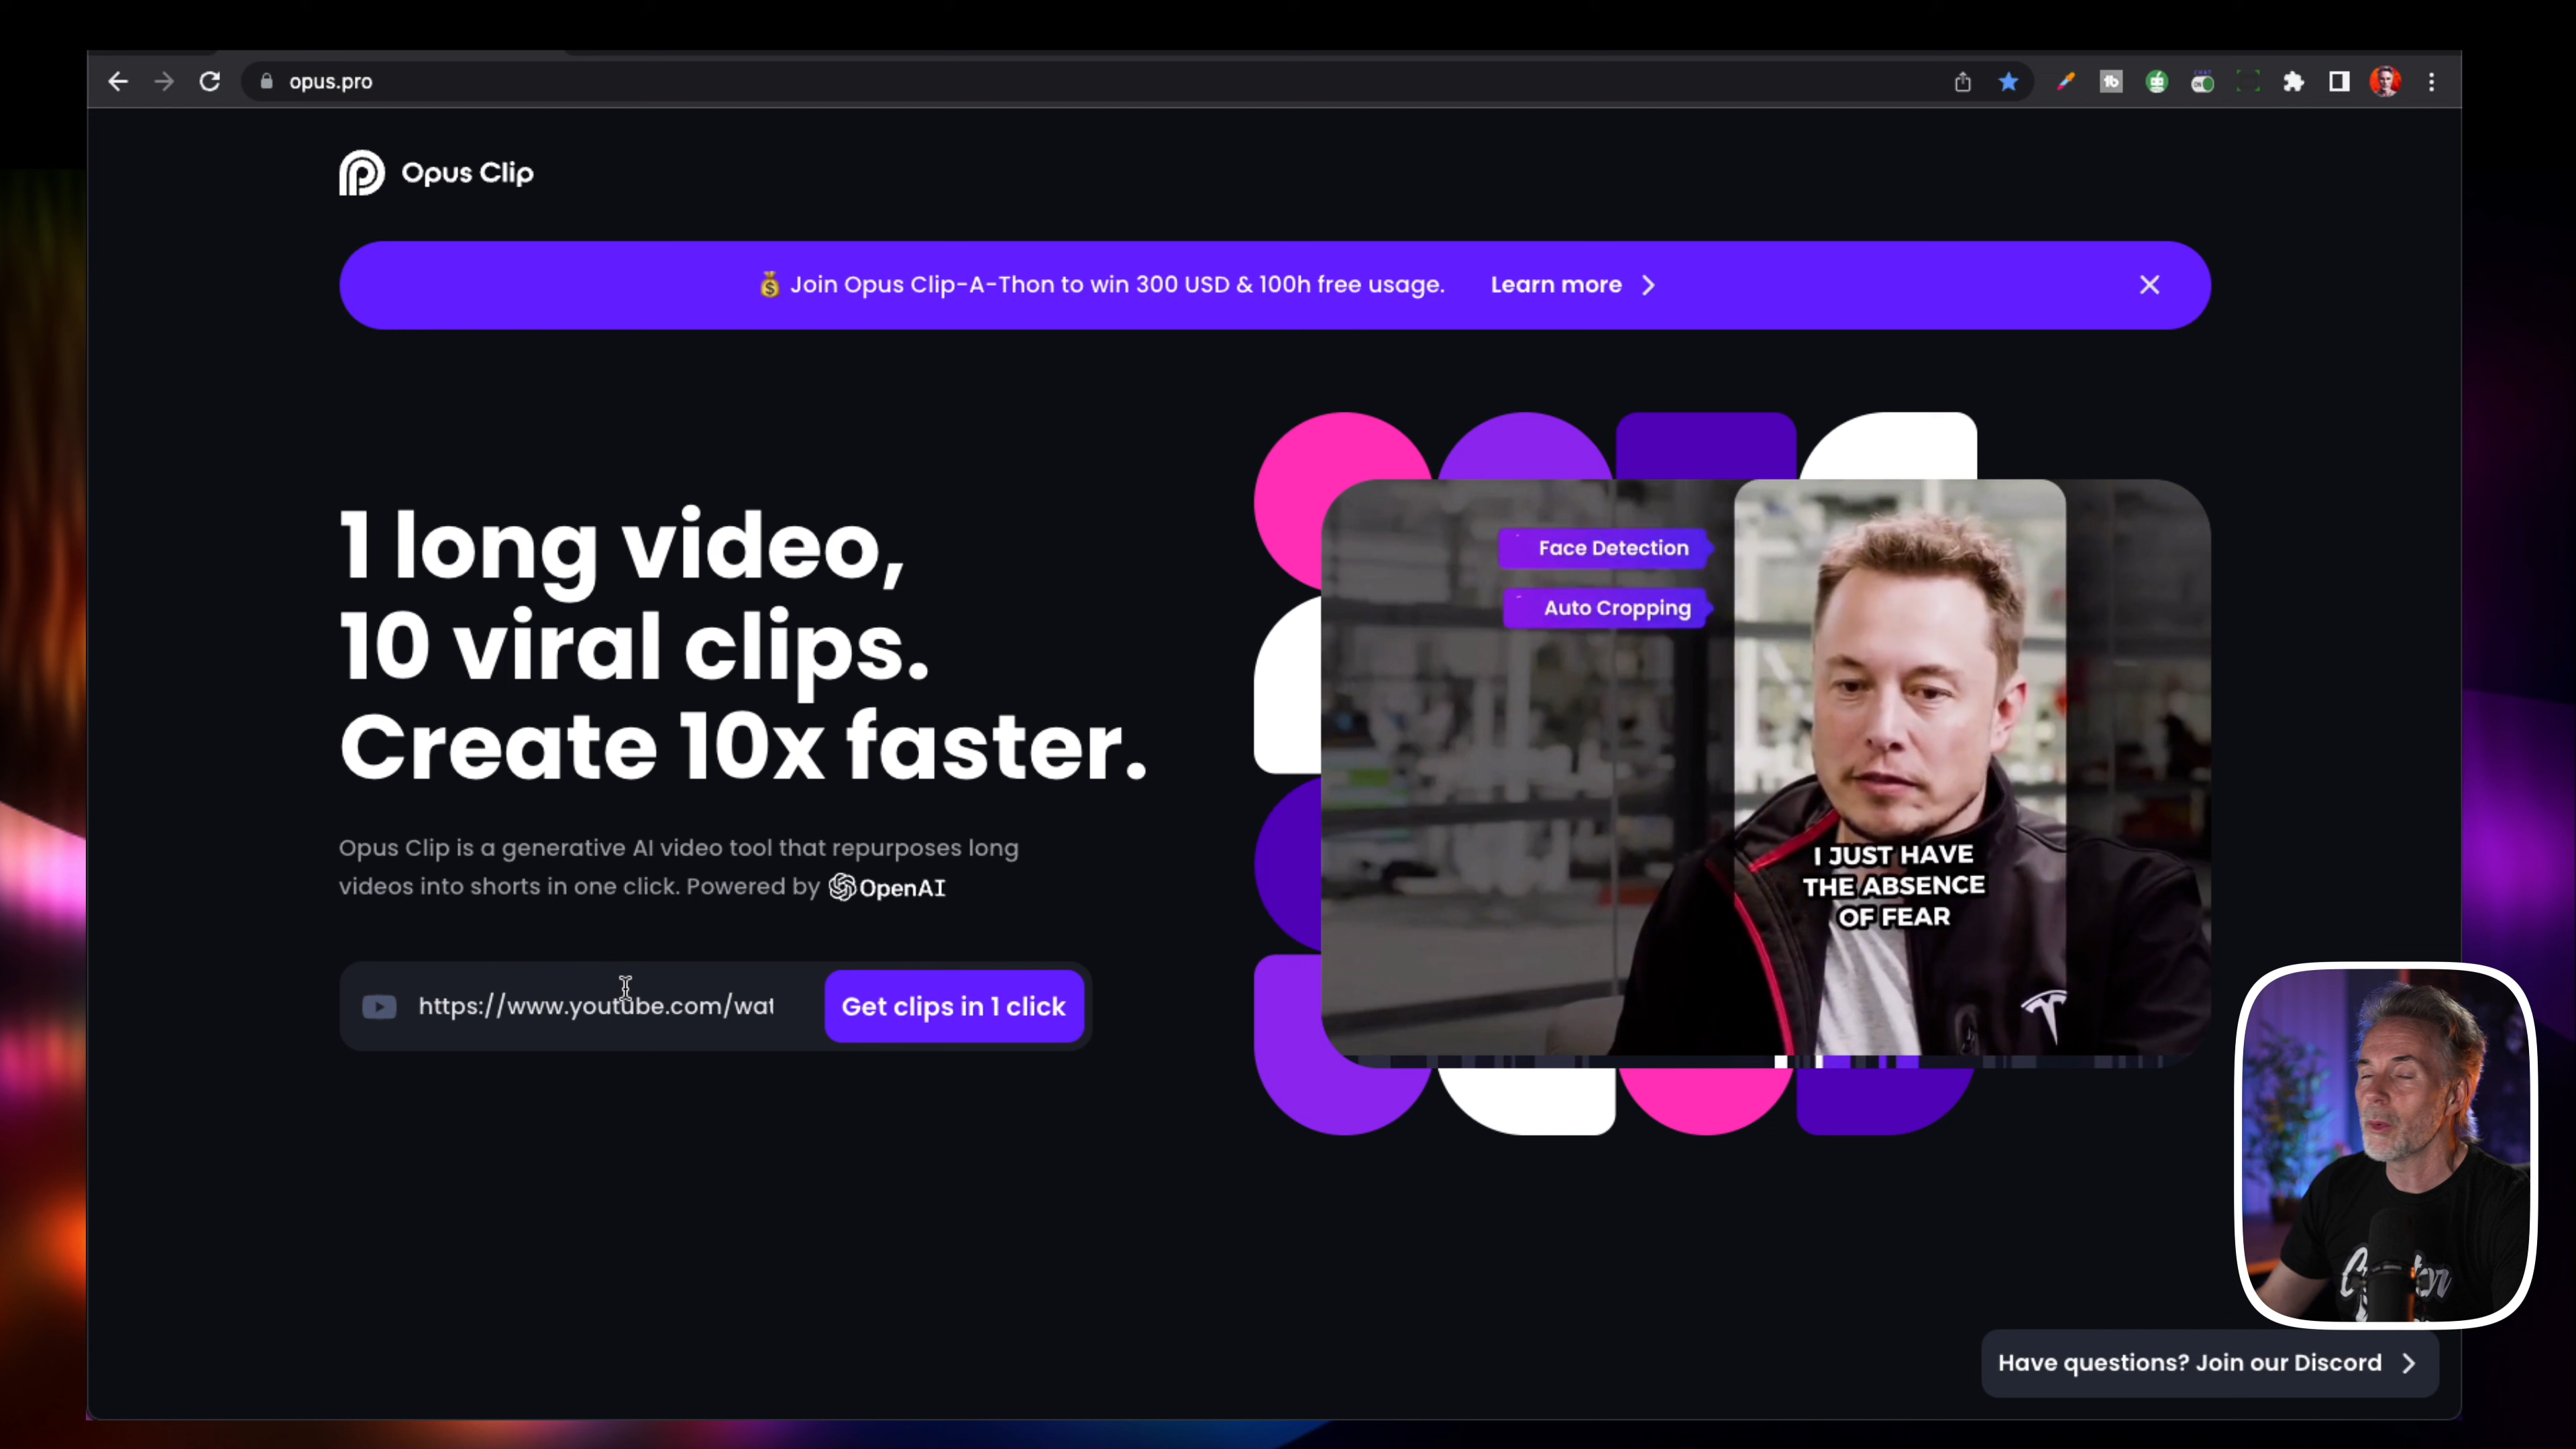 opus.pro
Opus Clip
Join Opus Clip-A-Thon to win 300 USD & 100h free usage. Learn more
1 long video,
10 viral clips.
Create 10x faster.
Opus Clip is a generative AI video tool that repurposes long
videos into shorts in one click. Powered by OpenAI
https://www.youtube.com/wat
Get clips in 1 click
Face Detection
Auto Cropping
I JUST HAVE
THE ABSENCE
OF FEAR
Have questions? Join our Discord